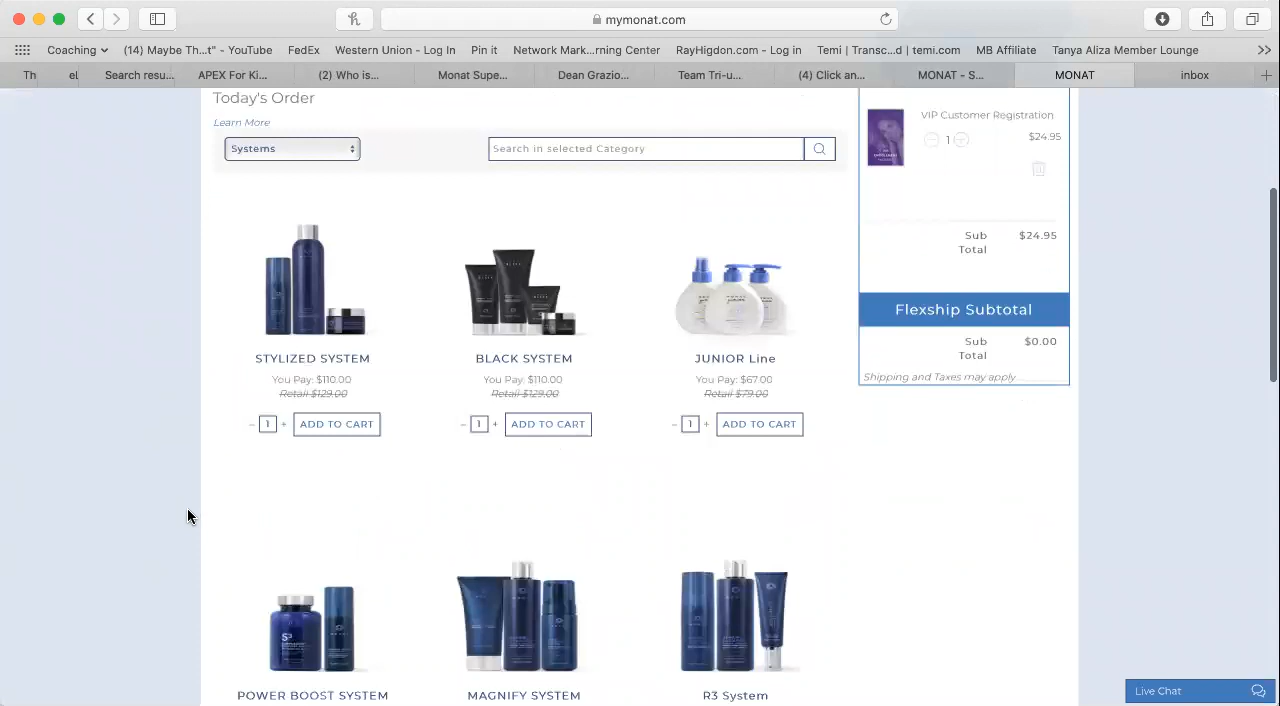 mymonat.com
Coaching (14) Maybe Th...t" - YouTube FedEx Western Union - Log In Pin it Network Mark...rning Center RayHigdon.com - Log in Temi | Transc...d | temi.com MB Affiliate Tanya Aliza Member Lounge
Th el Search resu... APEX For Ki... (2) Who is... Monat Supe... Dean Grazio... Team Tri-u... (4) Click an... MONAT - S... MONAT inbox
Today's Order
Learn More
Systems
Search in selected Category
VIP Customer Registration
1 $24.95
Sub Total $24.95
Flexship Subtotal
Sub Total $0.00
Shipping and Taxes may apply
STYLIZED SYSTEM BLACK SYSTEM JUNIOR Line
You Pay: $110.00 You Pay: $110.00 You Pay: $67.00
Retail $129.00 Retail $129.00 Retail $79.00
– 1 + ADD TO CART – 1 + ADD TO CART – 1 + ADD TO CART
POWER BOOST SYSTEM MAGNIFY SYSTEM R3 System
Live Chat